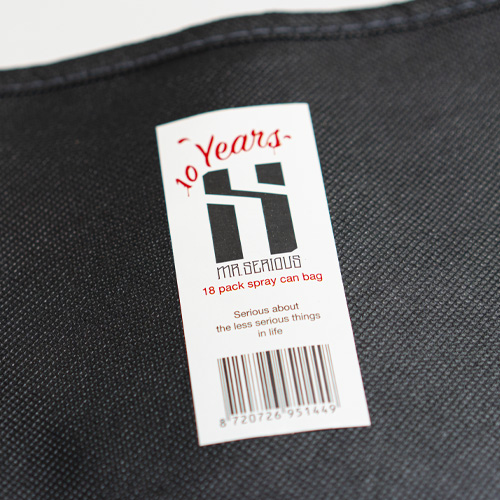 10 Years
MR. SERIOUS
18 pack spray can bag
Serious about
the less serious things
in life
8 720726 951449